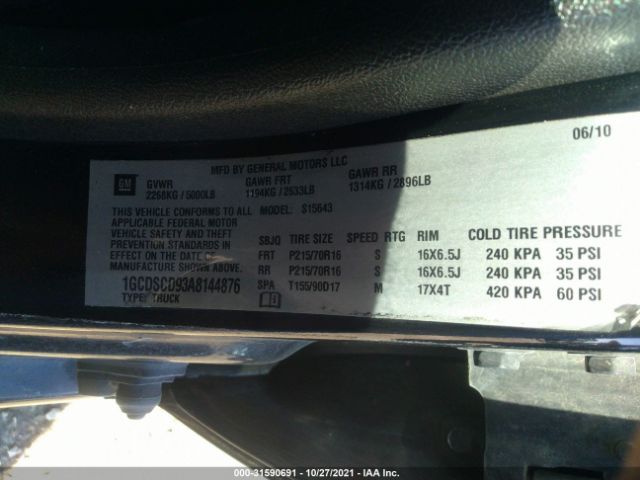 06/10
MFD BY GENERAL MOTORS LLC
GM GVWR GAWR FRT GAWR RR
2268KG / 5000LB 1194KG / 2633LB 1314KG / 2896LB
THIS VEHICLE CONFORMS TO ALL MODEL: S15643
APPLICABLE FEDERAL MOTOR
VEHICLE SAFETY AND THEFT
PREVENTION STANDARDS IN
EFFECT ON THE DATE OF
MANUFACTURE SHOWN ABOVE.
1GCDSCD93A8144876
TYPE: TRUCK
SBJQ TIRE SIZE SPEED RTG RIM COLD TIRE PRESSURE
FRT P215/70R16 S 16X6.5J 240 KPA 35 PSI
RR P215/70R16 S 16X6.5J 240 KPA 35 PSI
SPA T155/90D17 M 17X4T 420 KPA 60 PSI
000-31590691 - 10/27/2021 - IAA Inc.